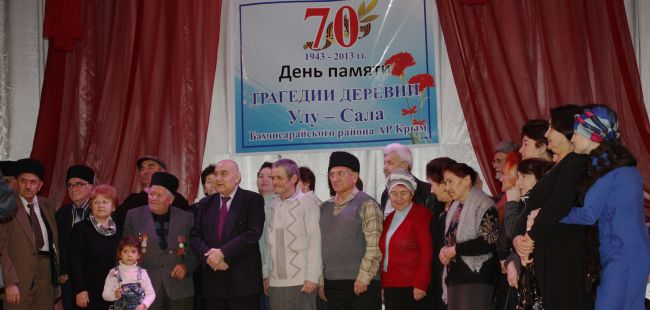 70
1943 - 2013 гг.
День памяти
ТРАГЕДИИ ДЕРЕВНИ
Улу – Сала
Бахчисарайского района АР Крым